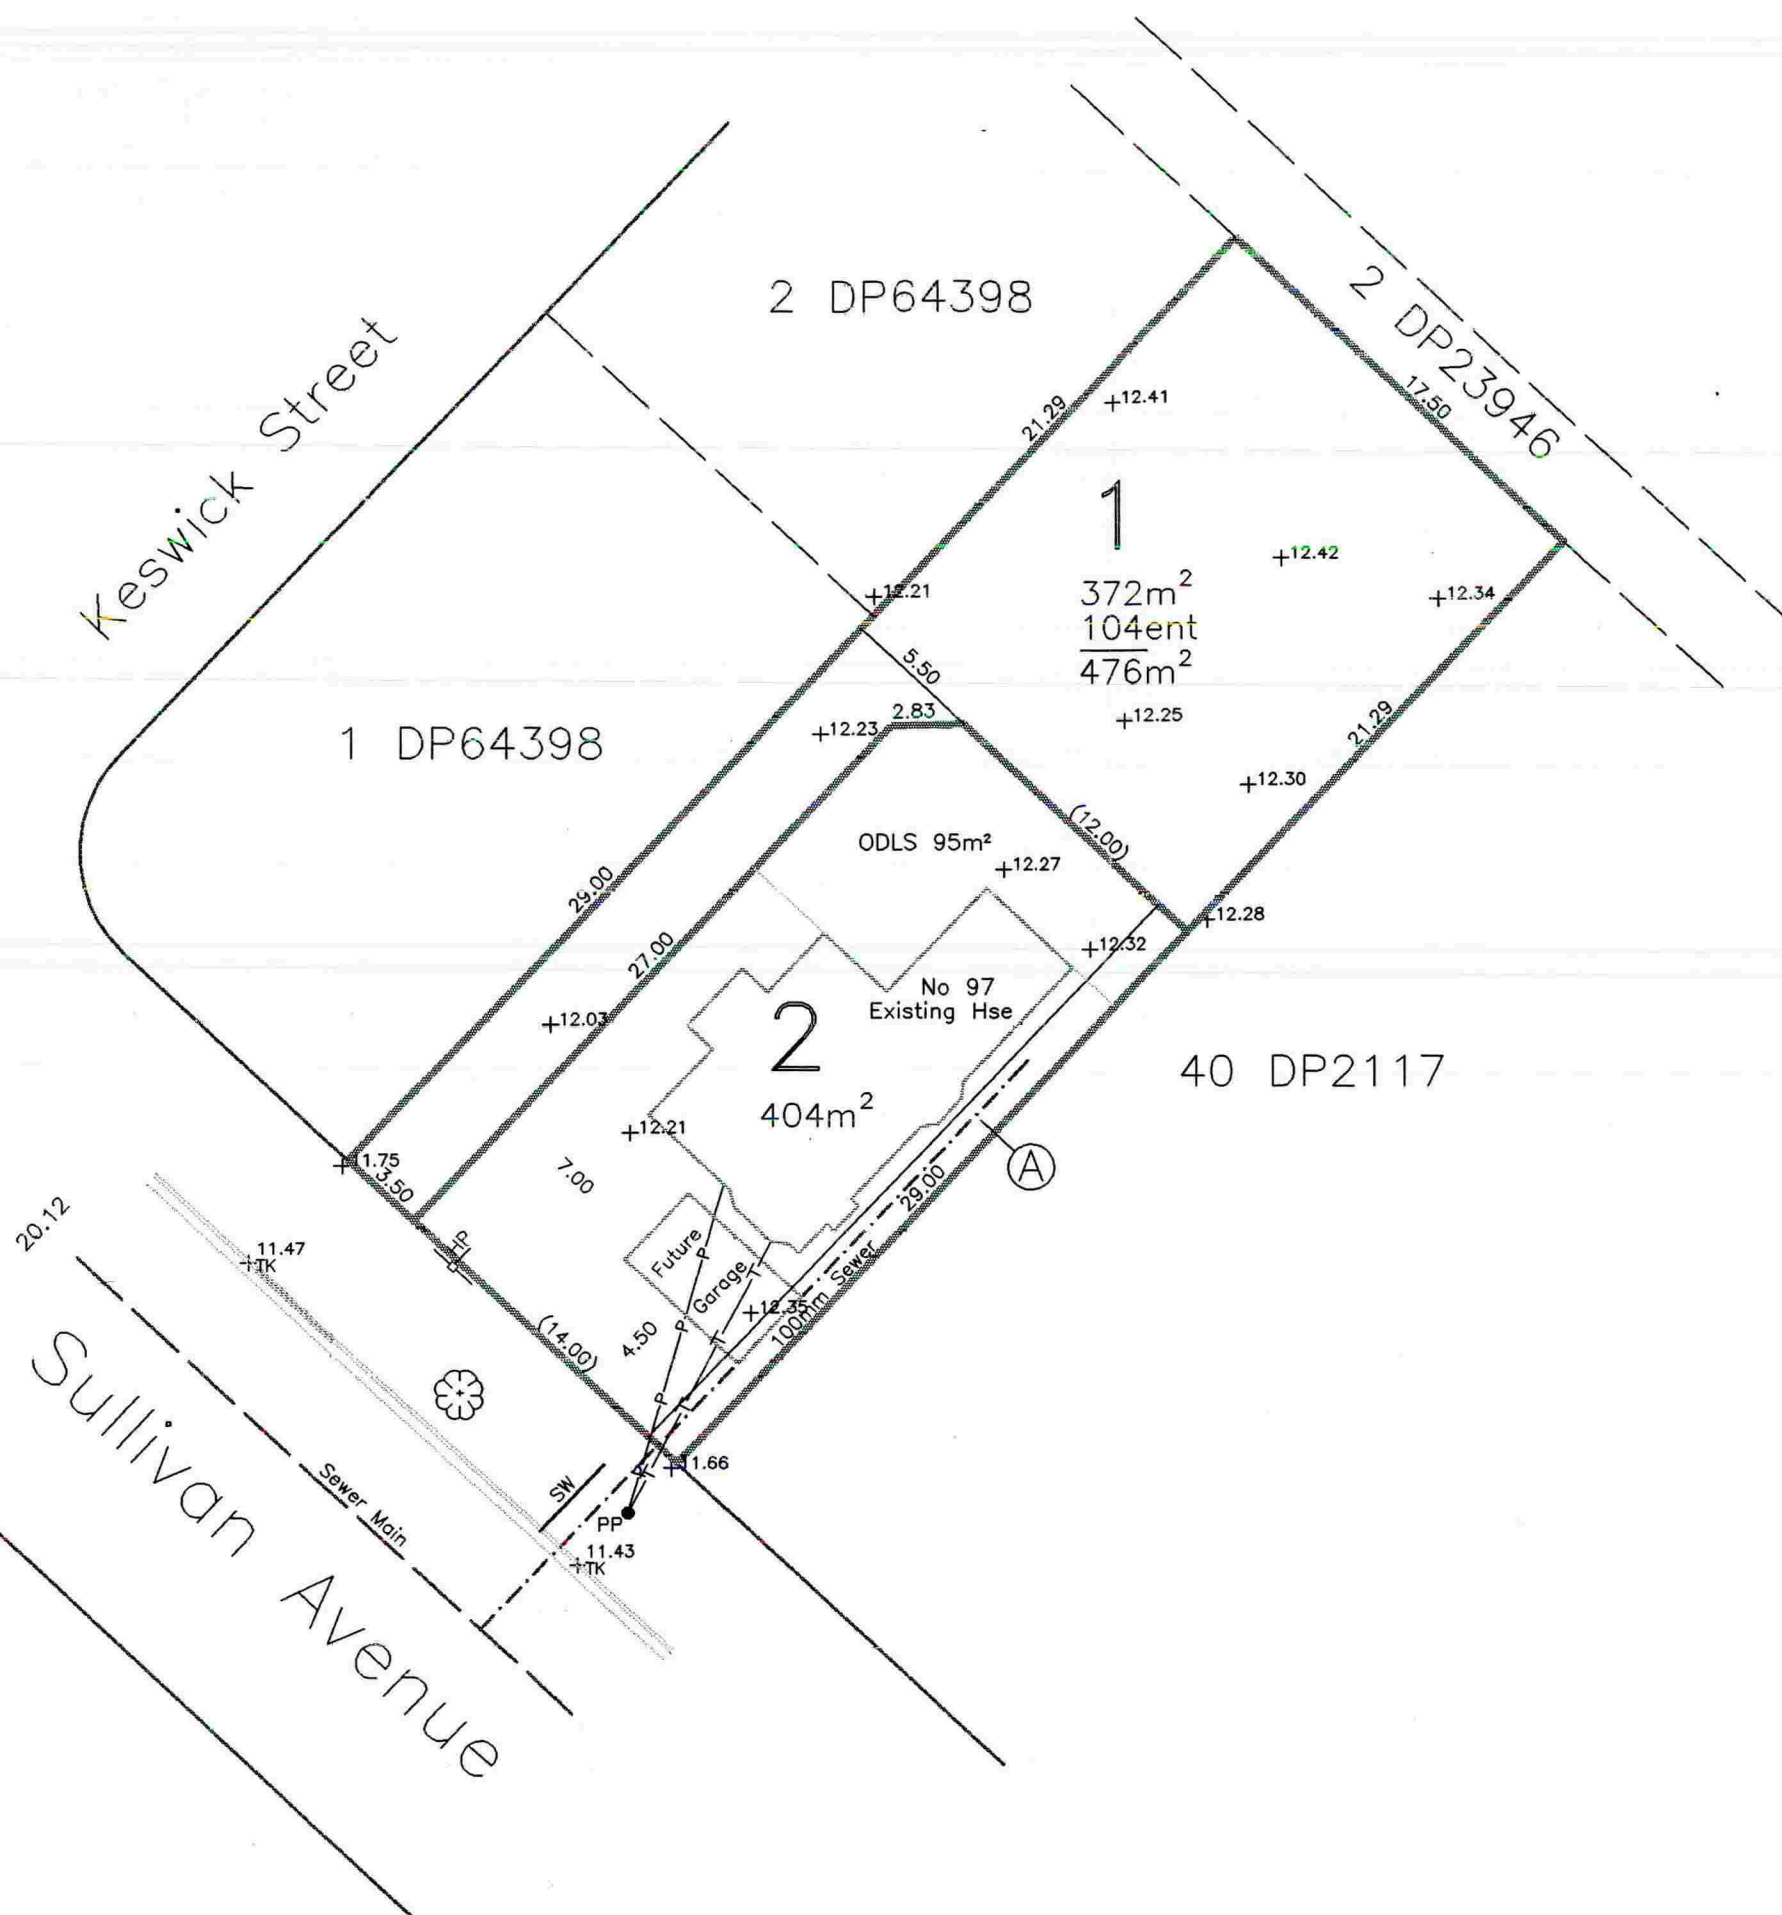 2 DP64398
2 DP23946
Keswick Street
17.50
21.29
+12.41
1
+12.42
372m²
104ent
476m²
+12.34
+12.21
5.50
2.83
+12.23
+12.25
21.29
1 DP64398
+12.30
(12.00)
ODLS 95m²
+12.27
29.00
+12.28
27.00
+12.32
No 97
Existing Hse
+12.03
2
404m²
40 DP2117
+12.21
A
11.75
3.50
7.00
29.00
20.12
HP
11.47
TK
Future
Garage
P
T
+12.35
100mm Sewer
P
T
4.50
(14.00)
P
Sullivan Avenue
Sewer Main
SW
11.66
PP
11.43
TK